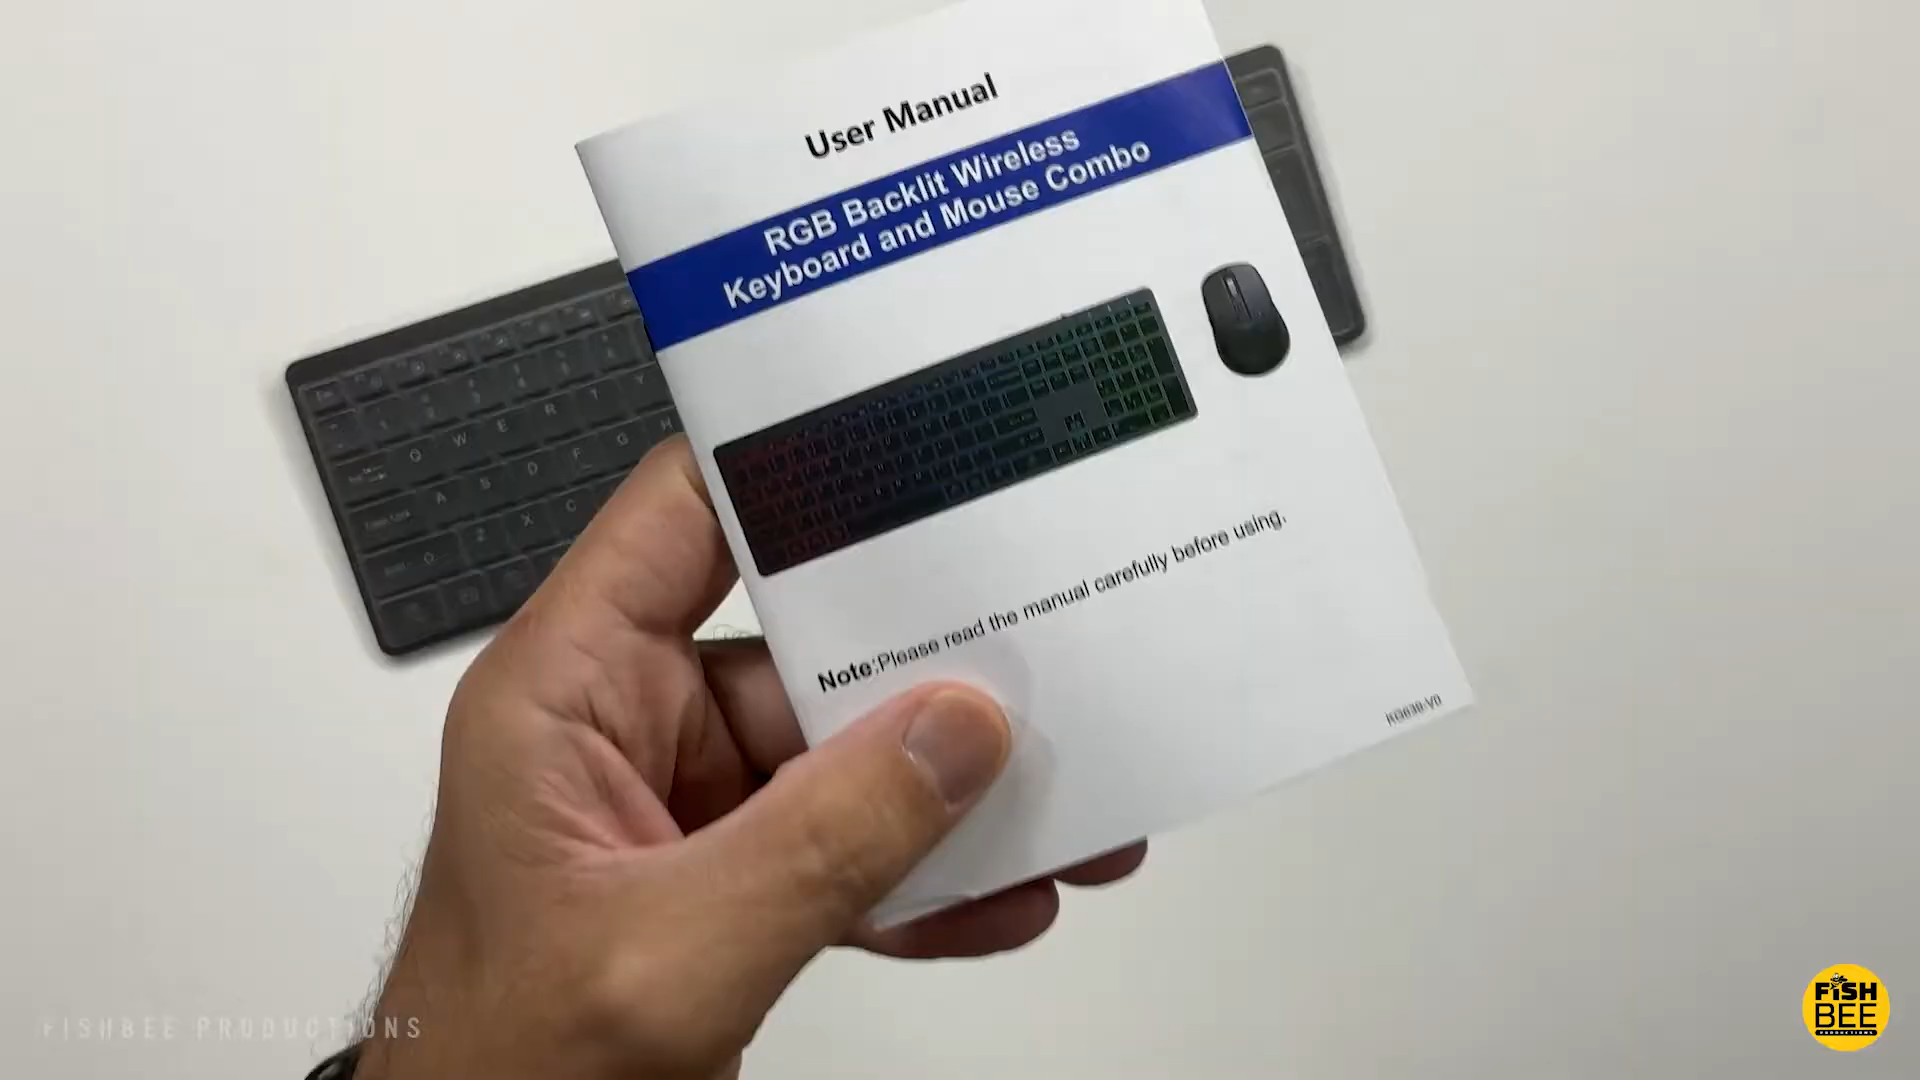 User Manual
RGB Backlit Wireless
Keyboard and Mouse Combo
Note:Please read the manual carefully before using.
Q W E R T Y
A S D F G H
Z X C
FISHBEE PRODUCTIONS
FiSH
BEE
PRODUCTIONS